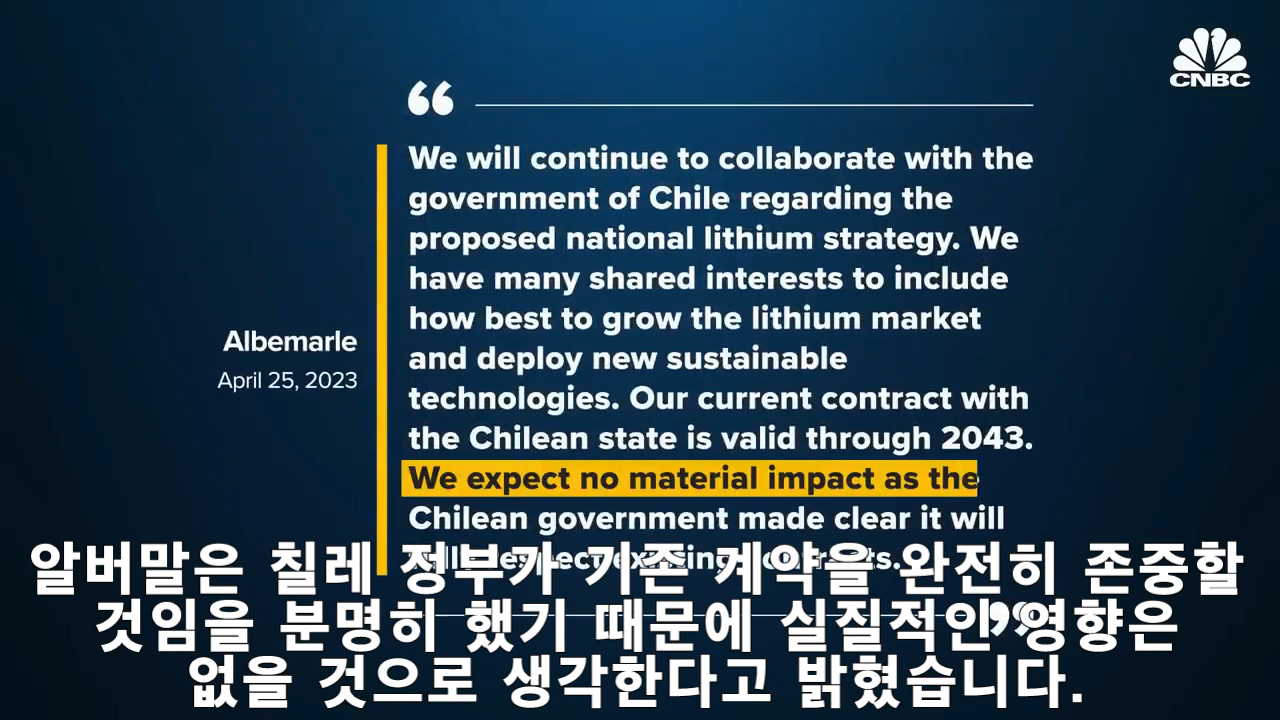 CNBC
“
We will continue to collaborate with the
government of Chile regarding the
proposed national lithium strategy. We
have many shared interests to include
how best to grow the lithium market
and deploy new sustainable
technologies. Our current contract with
the Chilean state is valid through 2043.
We expect no material impact as the
Chilean government made clear it will
fully respect existing contracts.
”
Albemarle
April 25, 2023
알버말은 칠레 정부가 기존 계약을 완전히 존중할
것임을 분명히 했기 때문에 실질적인 영향은
없을 것으로 생각한다고 밝혔습니다.